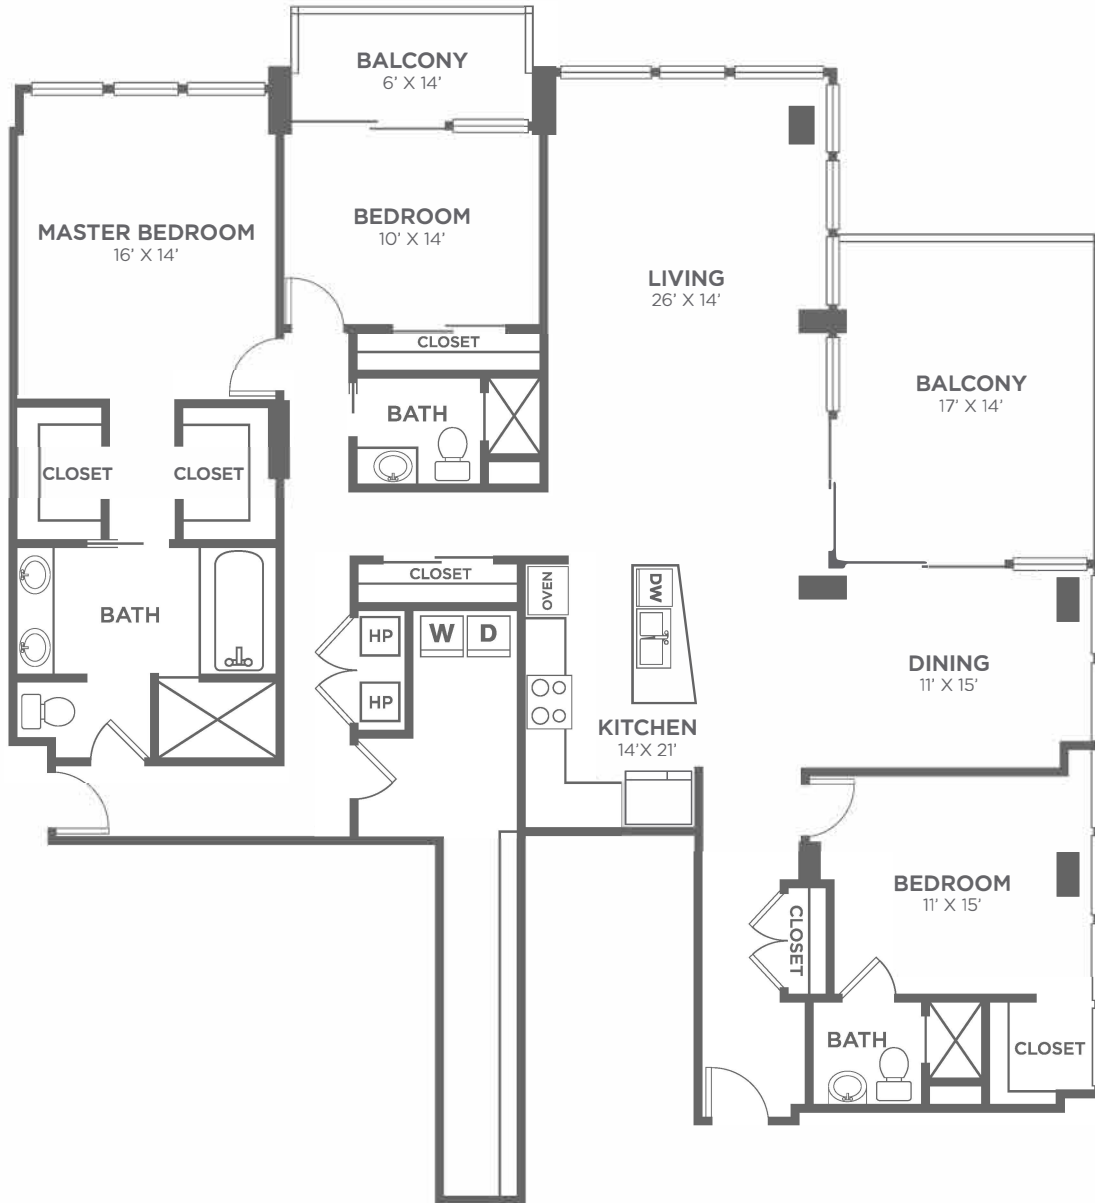 BALCONY
6' X 14'
MASTER BEDROOM
16' X 14'
BEDROOM
10' X 14'
LIVING
26' X 14'
CLOSET
BALCONY
17' X 14'
BATH
CLOSET
CLOSET
CLOSET
OVEN
DW
BATH
HP
W
D
HP
DINING
11' X 15'
KITCHEN
14'X 21'
BEDROOM
11' X 15'
CLOSET
BATH
CLOSET